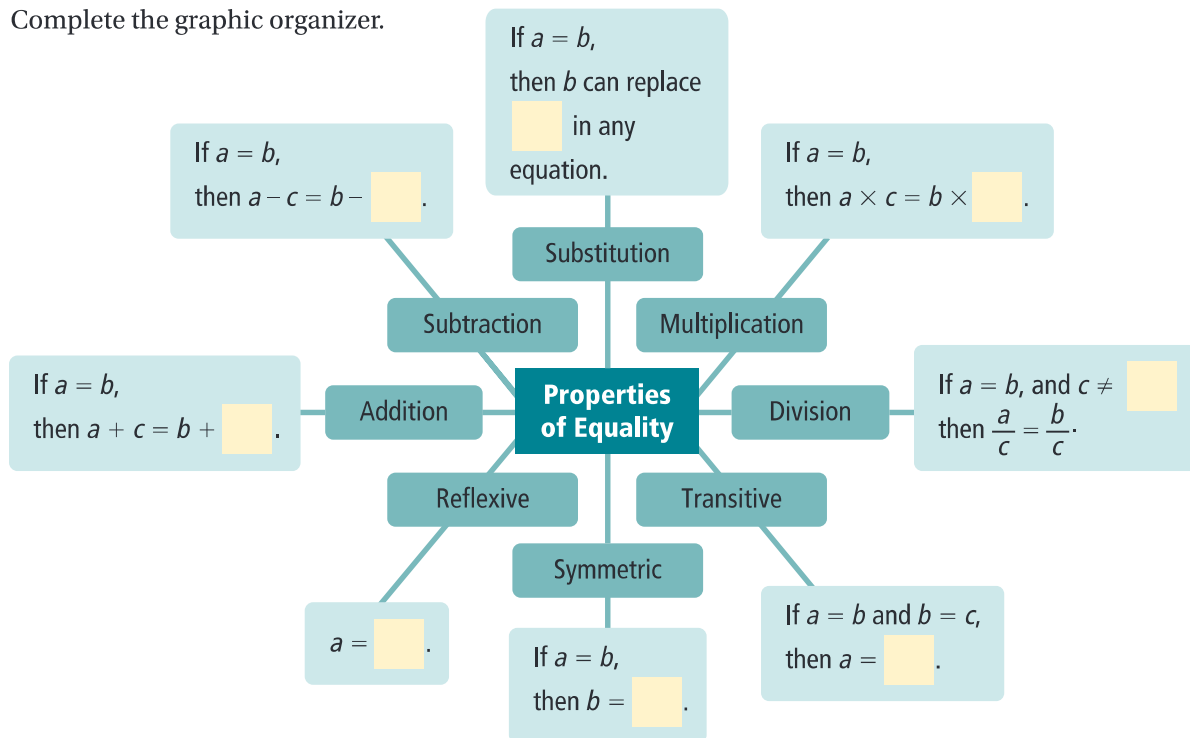 Complete the graphic organizer.
If a = b,
then b can replace
in any
equation.
If a = b,
then a – c = b –  .
If a = b,
then a × c = b ×  .
Substitution
Subtraction
Multiplication
If a = b,
then a + c = b +  .
Addition
Properties
of Equality
Division
If a = b, and c ≠
then a/c = b/c.
Reflexive
Transitive
Symmetric
a =  .
If a = b,
then b =  .
If a = b and b = c,
then a =  .